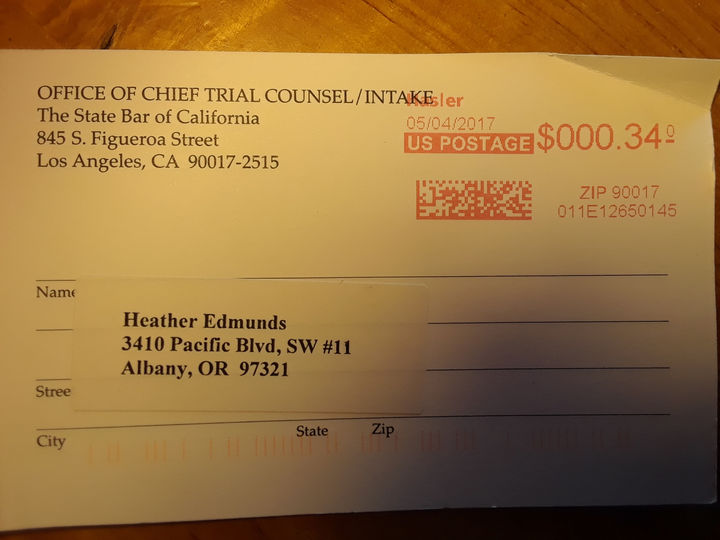 OFFICE OF CHIEF TRIAL COUNSEL/INTAKE
The State Bar of California
845 S. Figueroa Street
Los Angeles, CA 90017-2515
Hasler
05/04/2017
US POSTAGE $000.34⁰
ZIP 90017
011E12650145
Name
Heather Edmunds
3410 Pacific Blvd, SW #11
Albany, OR 97321
Stree
City State Zip